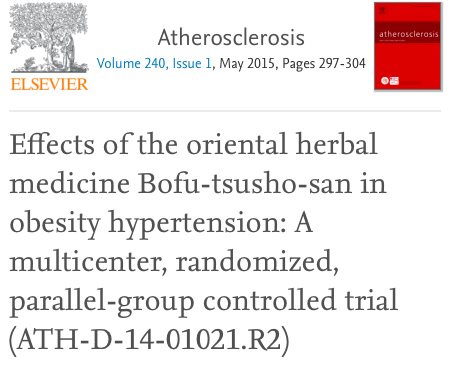 Atherosclerosis
Volume 240, Issue 1, May 2015, Pages 297-304
ELSEVIER
atherosclerosis
Effects of the oriental herbal
medicine Bofu-tsusho-san in
obesity hypertension: A
multicenter, randomized,
parallel-group controlled trial
(ATH-D-14-01021.R2)